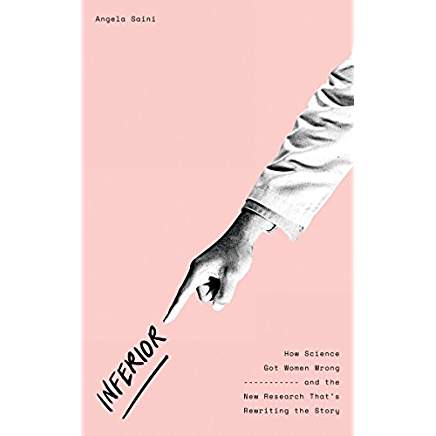 Angela Saini
INFERIOR
How Science
Got Women Wrong
----------- and the
New Research That's
Rewriting the Story